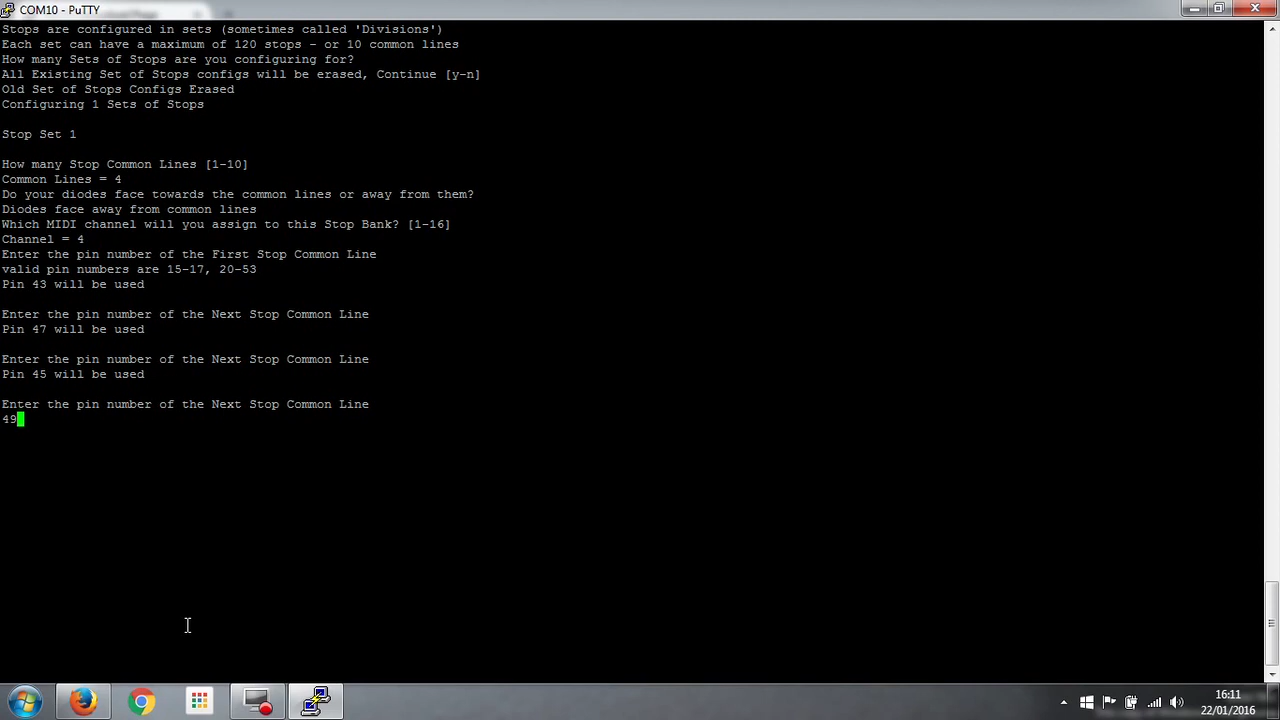 COM10 - PuTTY
Stops are configured in sets (sometimes called 'Divisions')
Each set can have a maximum of 120 stops - or 10 common lines
How many Sets of Stops are you configuring for?
All Existing Set of Stops configs will be erased, Continue [y-n]
Old Set of Stops Configs Erased
Configuring 1 Sets of Stops
Stop Set 1
How many Stop Common Lines [1-10]
Common Lines = 4
Do your diodes face towards the common lines or away from them?
Diodes face away from common lines
Which MIDI channel will you assign to this Stop Bank? [1-16]
Channel = 4
Enter the pin number of the First Stop Common Line
valid pin numbers are 15-17, 20-53
Pin 43 will be used
Enter the pin number of the Next Stop Common Line
Pin 47 will be used
Enter the pin number of the Next Stop Common Line
Pin 45 will be used
Enter the pin number of the Next Stop Common Line
49
16:11
22/01/2016